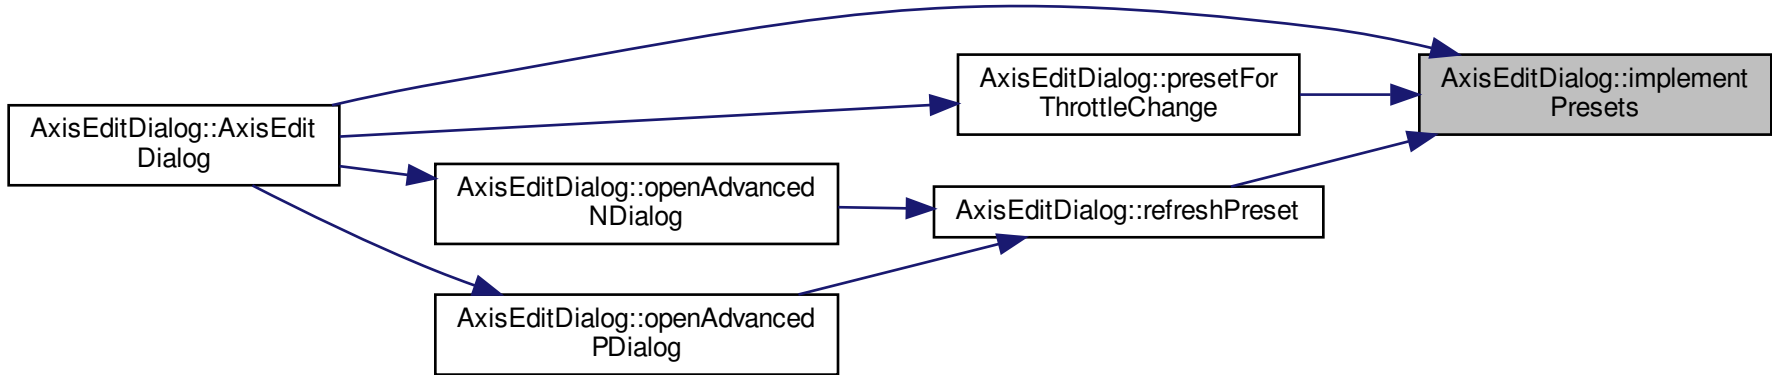 AxisEditDialog::AxisEdit
Dialog
AxisEditDialog::presetFor
ThrottleChange
AxisEditDialog::openAdvanced
NDialog
AxisEditDialog::openAdvanced
PDialog
AxisEditDialog::refreshPreset
AxisEditDialog::implement
Presets